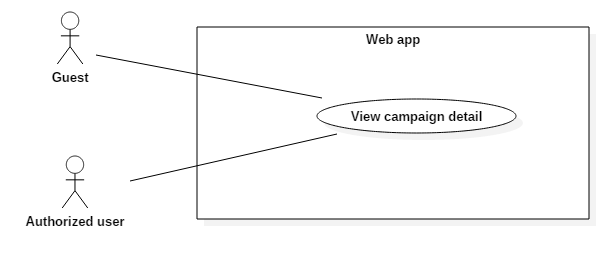 Web app
Guest
View campaign detail
Authorized user